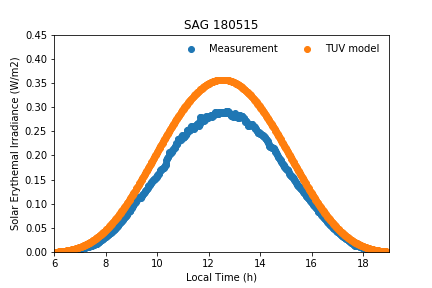 SAG 180515
Measurement TUV model
Solar Erythemal Irradiance (W/m2)
0.45
0.40
0.35
0.30
0.25
0.20
0.15
0.10
0.05
0.00
6 8 10 12 14 16 18
Local Time (h)